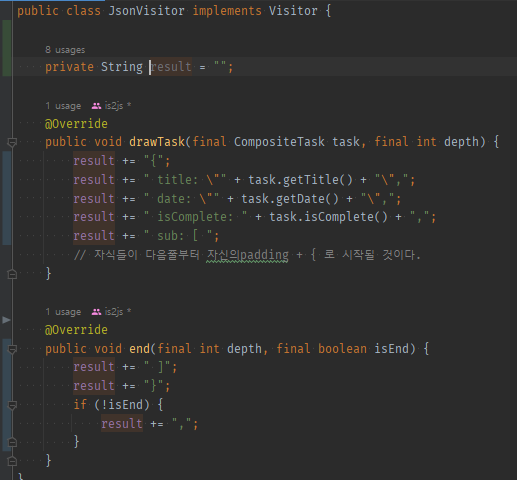 public class JsonVisitor implements Visitor {
8 usages
private String result = "";
1 usage is2js *
@Override
public void drawTask(final CompositeTask task, final int depth) {
result += "{";
result += " title: \"" + task.getTitle() + "\",";
result += " date: \"" + task.getDate() + "\",";
result += " isComplete: " + task.isComplete() + ",";
result += " sub: [ ";
// 자식들이 다음줄부터 자신의padding + { 로 시작될 것이다.
}
1 usage is2js *
@Override
public void end(final int depth, final boolean isEnd) {
result += " ]";
result += "}";
if (!isEnd) {
result += ",";
}
}
}